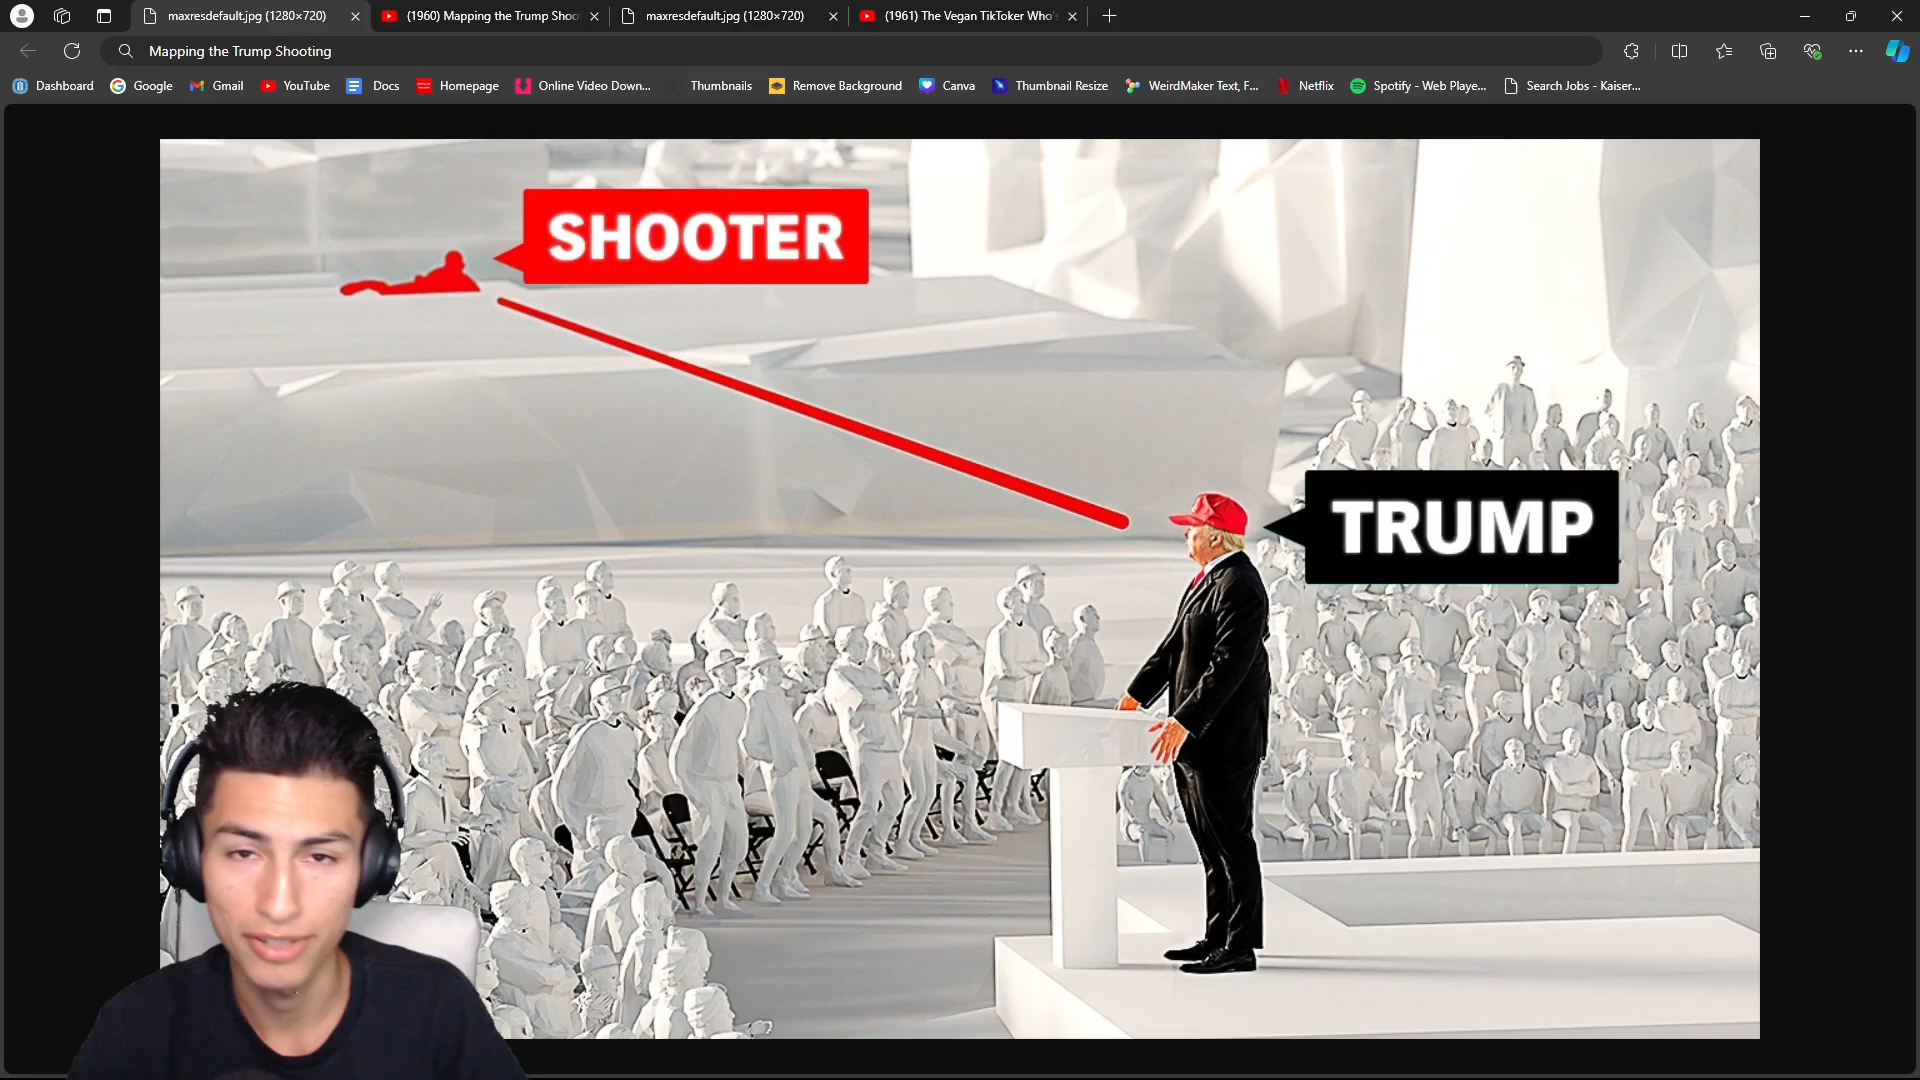 maxresdefault.jpg (1280×720)
(1960) Mapping the Trump Shoo
maxresdefault.jpg (1280×720)
(1961) The Vegan TikToker Who's
Mapping the Trump Shooting
Dashboard
Google
Gmail
YouTube
Docs
Homepage
Online Video Down...
Thumbnails
Remove Background
Canva
Thumbnail Resize
WeirdMaker Text, F...
Netflix
Spotify - Web Playe...
Search Jobs - Kaiser...
SHOOTER
TRUMP